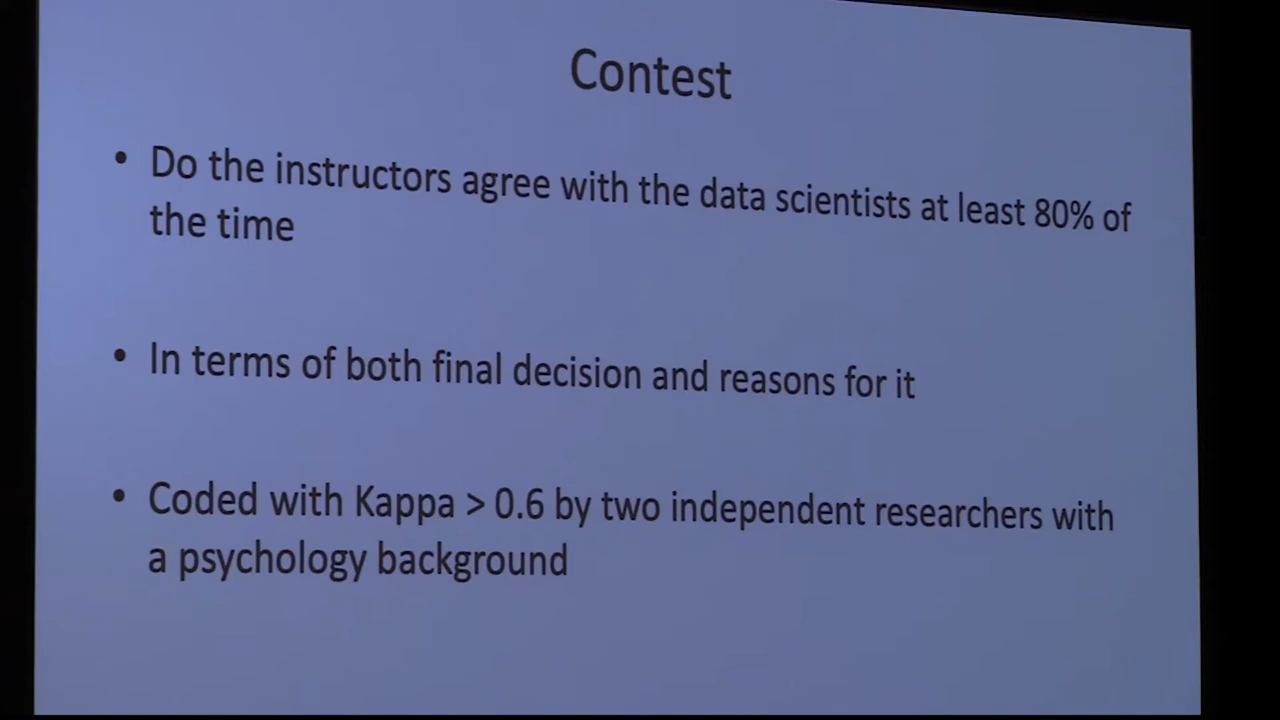 Contest
• Do the instructors agree with the data scientists at least 80% of
the time
• In terms of both final decision and reasons for it
• Coded with Kappa > 0.6 by two independent researchers with
a psychology background